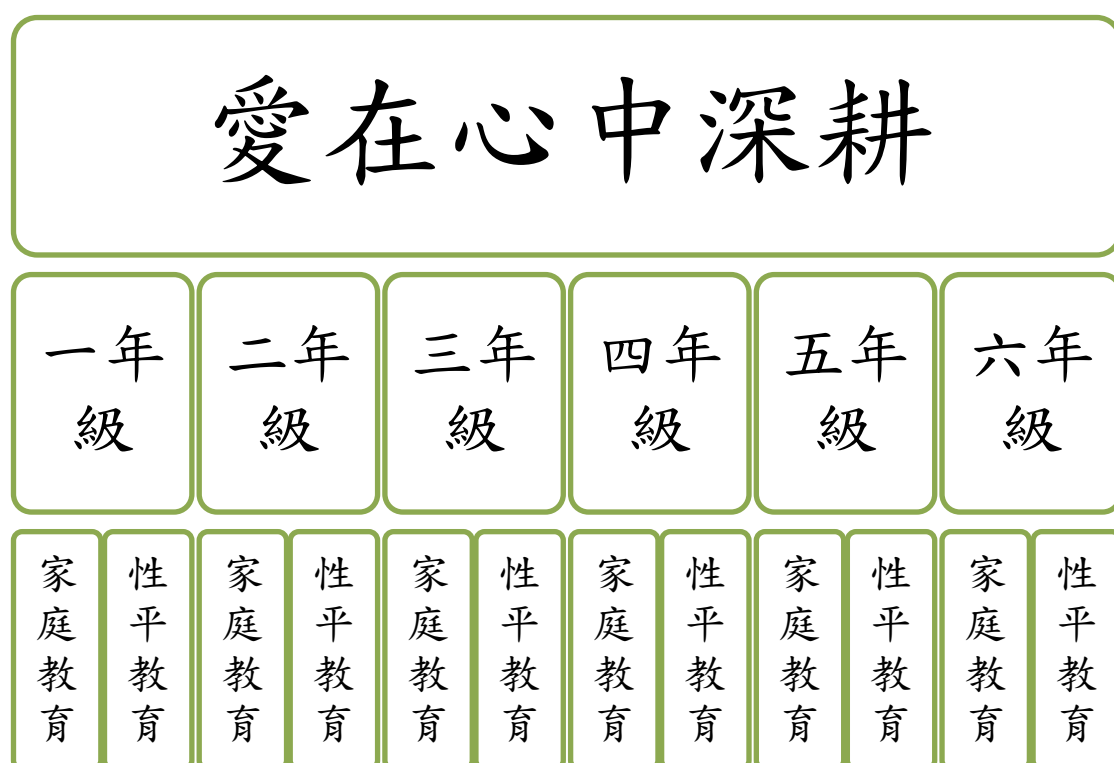 愛在心中深耕
一年
級
二年
級
三年
級
四年
級
五年
級
六年
級
家庭教育
性平教育
家庭教育
性平教育
家庭教育
性平教育
家庭教育
性平教育
家庭教育
性平教育
家庭教育
性平教育